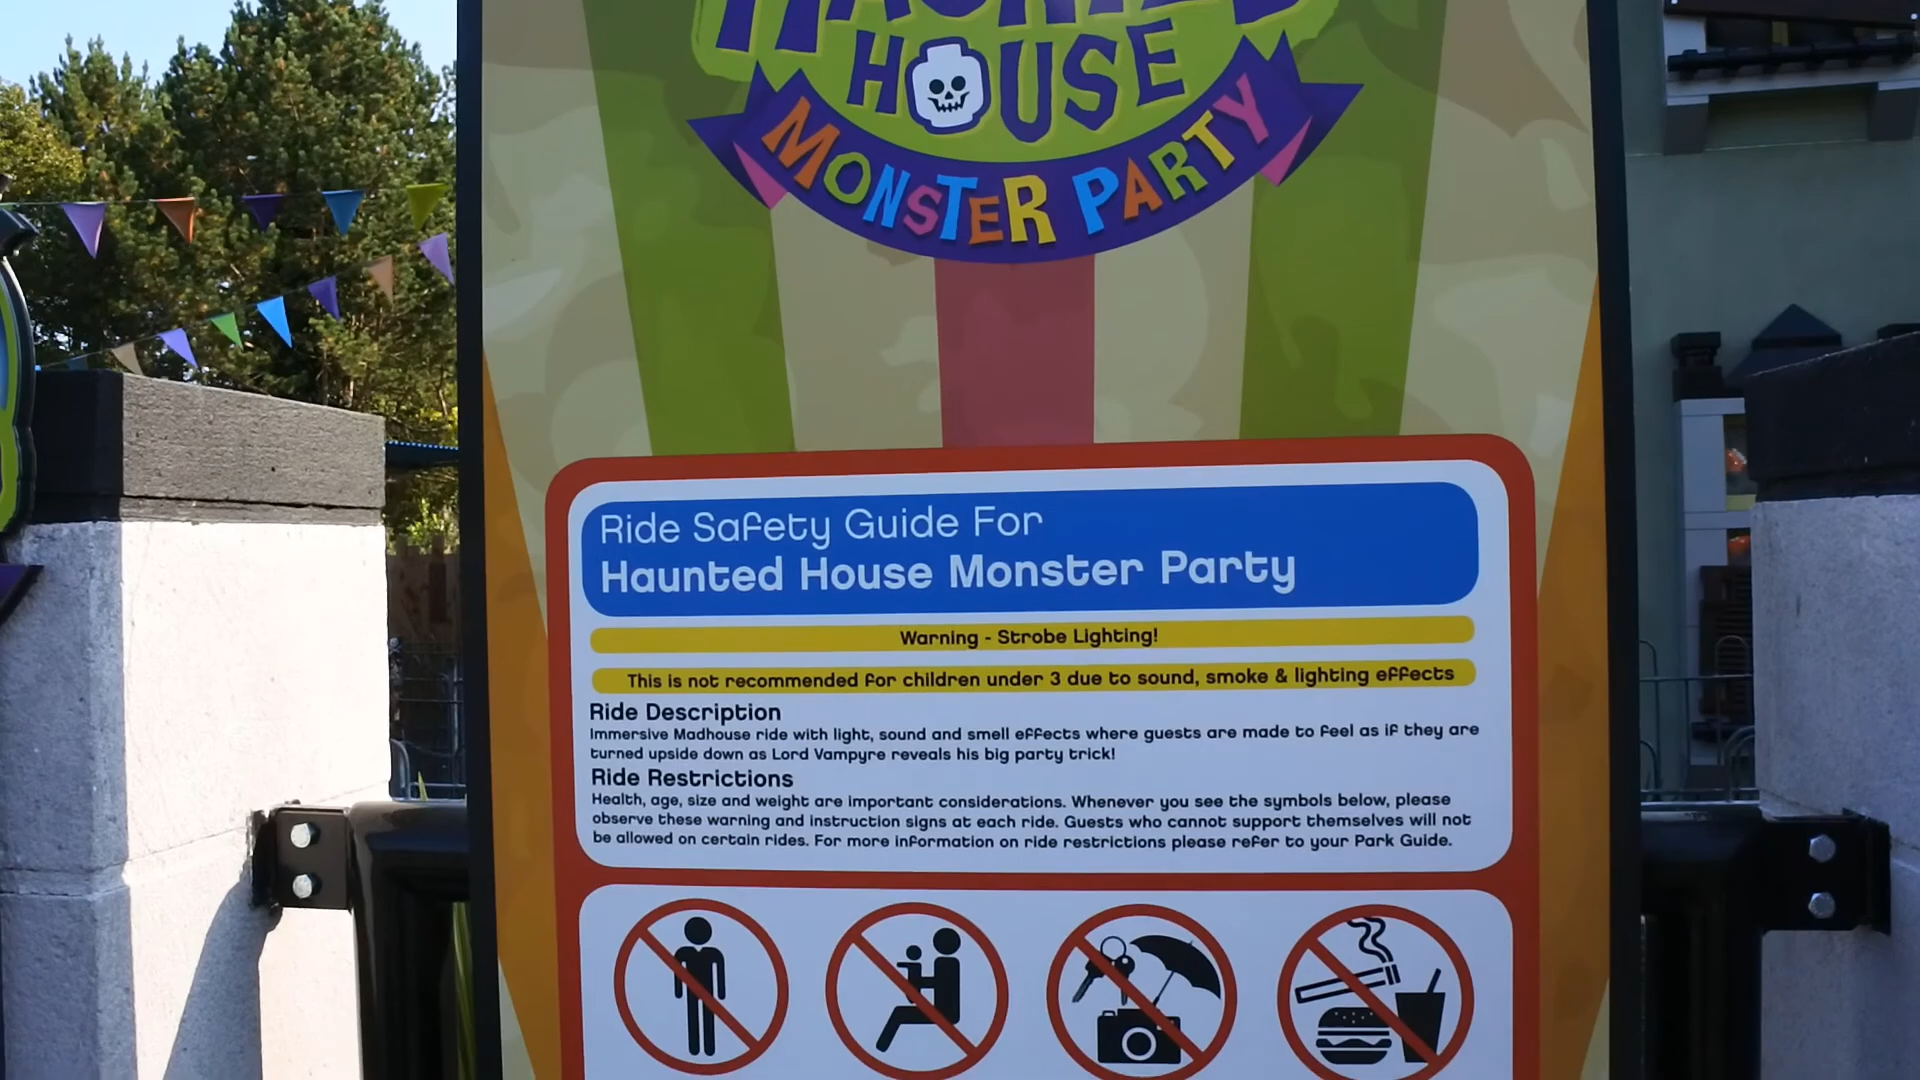 HAUNTED
HOUSE
MONSTER PARTY
Ride Safety Guide For
Haunted House Monster Party
Warning - Strobe Lighting!
This is not recommended for children under 3 due to sound, smoke & lighting effects
Ride Description
Immersive Madhouse ride with light, sound and smell effects where guests are made to feel as if they are
turned upside down as Lord Vampyre reveals his big party trick!
Ride Restrictions
Health, age, size and weight are important considerations. Whenever you see the symbols below, please
observe these warning and instruction signs at each ride. Guests who cannot support themselves will not
be allowed on certain rides. For more information on ride restrictions please refer to your Park Guide.